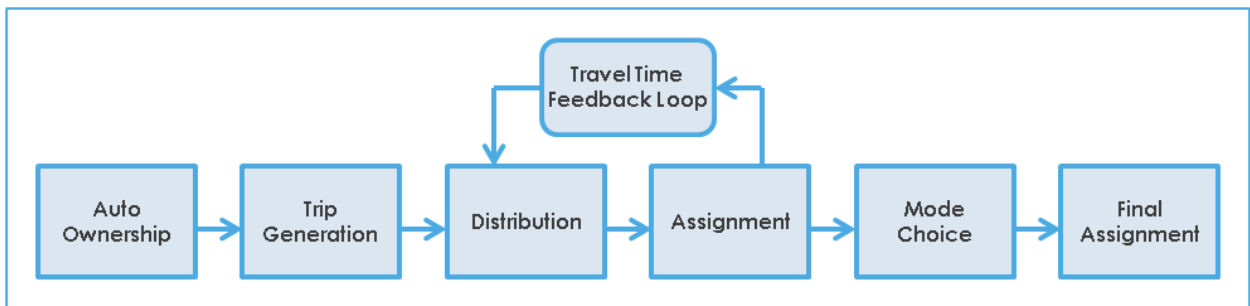 Travel Time
Feedback Loop
Auto
Ownership
Trip
Generation
Distribution
Assignment
Mode
Choice
Final
Assignment